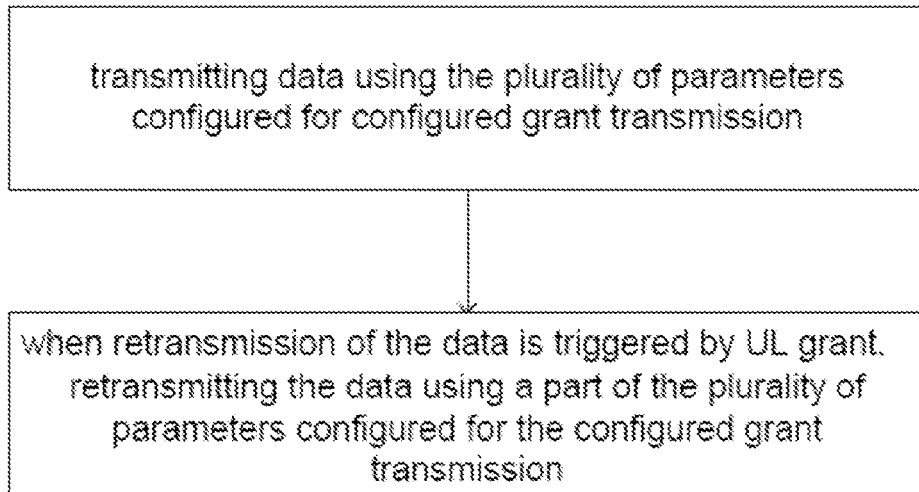 transmitting data using the plurality of parameters
configured for configured grant transmission
when retransmission of the data is triggered by UL grant,
retransmitting the data using a part of the plurality of
parameters configured for the configured grant
transmission